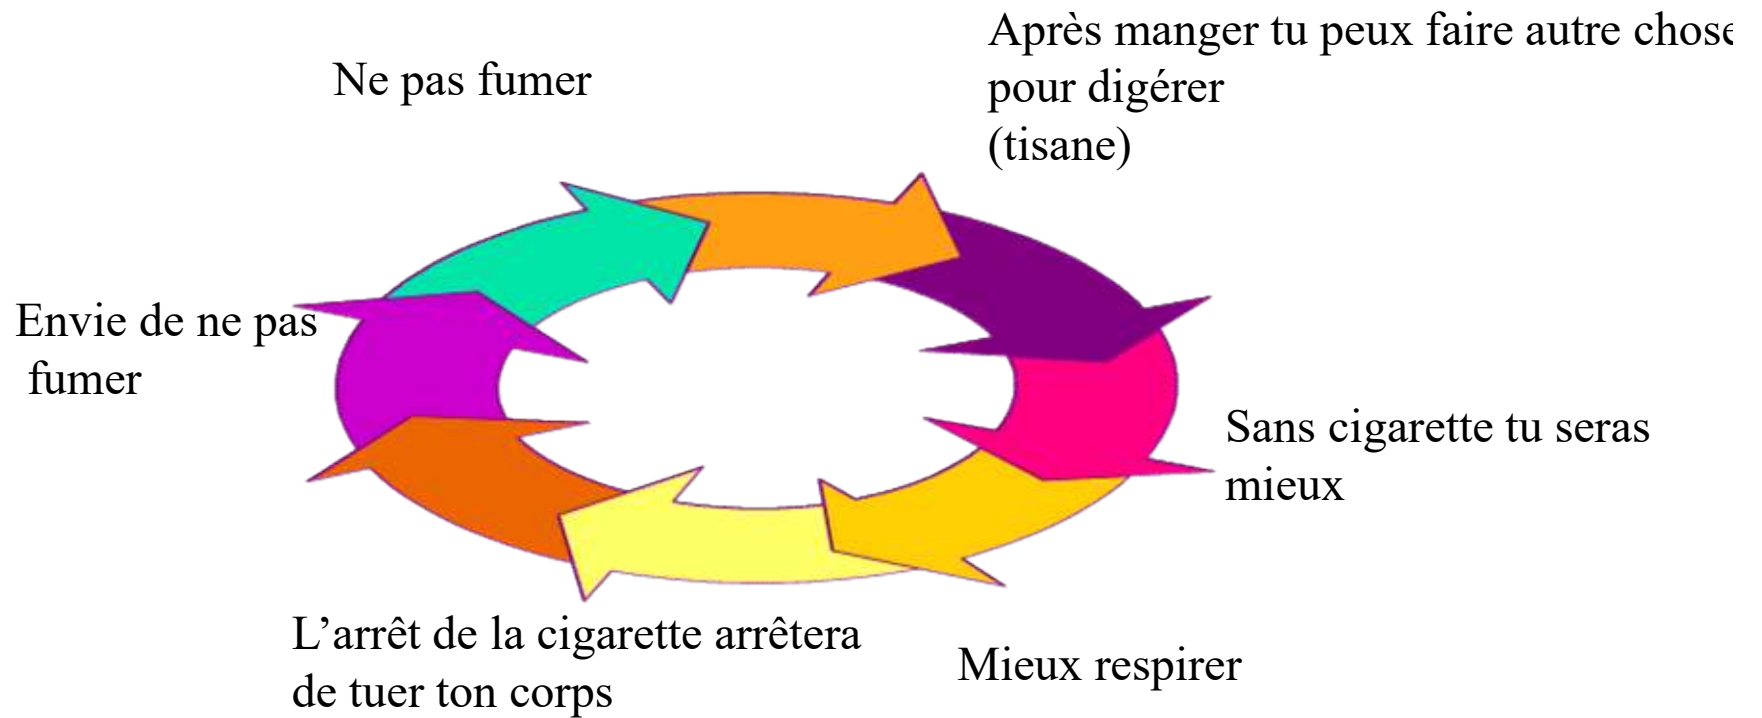 Ne pas fumer
Après manger tu peux faire autre chose
pour digérer
(tisane)
Envie de ne pas
fumer
Sans cigarette tu seras
mieux
L’arrêt de la cigarette arrêtera
de tuer ton corps
Mieux respirer